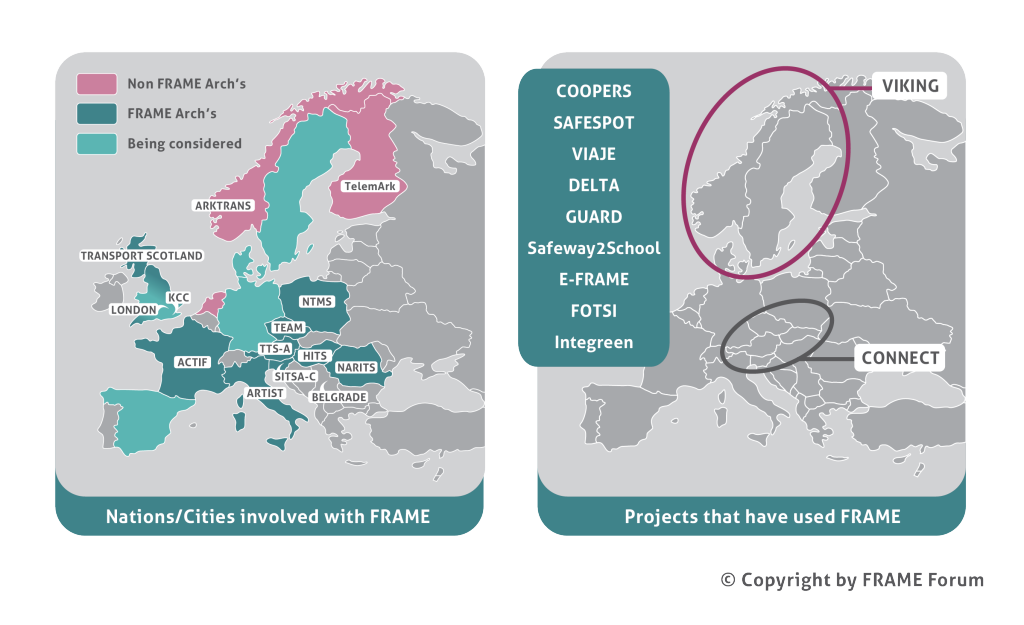 Non FRAME Arch's
FRAME Arch's
Being considered
TelemArk
ARKTRANS
TRANSPORT SCOTLAND
KCC
LONDON
NTMS
TEAM
TTS-A
HITS
ACTIF
NARITS
SITSA-C
ARTIST
BELGRADE
Nations/Cities involved with FRAME
COOPERS
SAFESPOT
VIAJE
DELTA
GUARD
Safeway2School
E-FRAME
FOTSI
Integreen
VIKING
CONNECT
Projects that have used FRAME
© Copyright by FRAME Forum